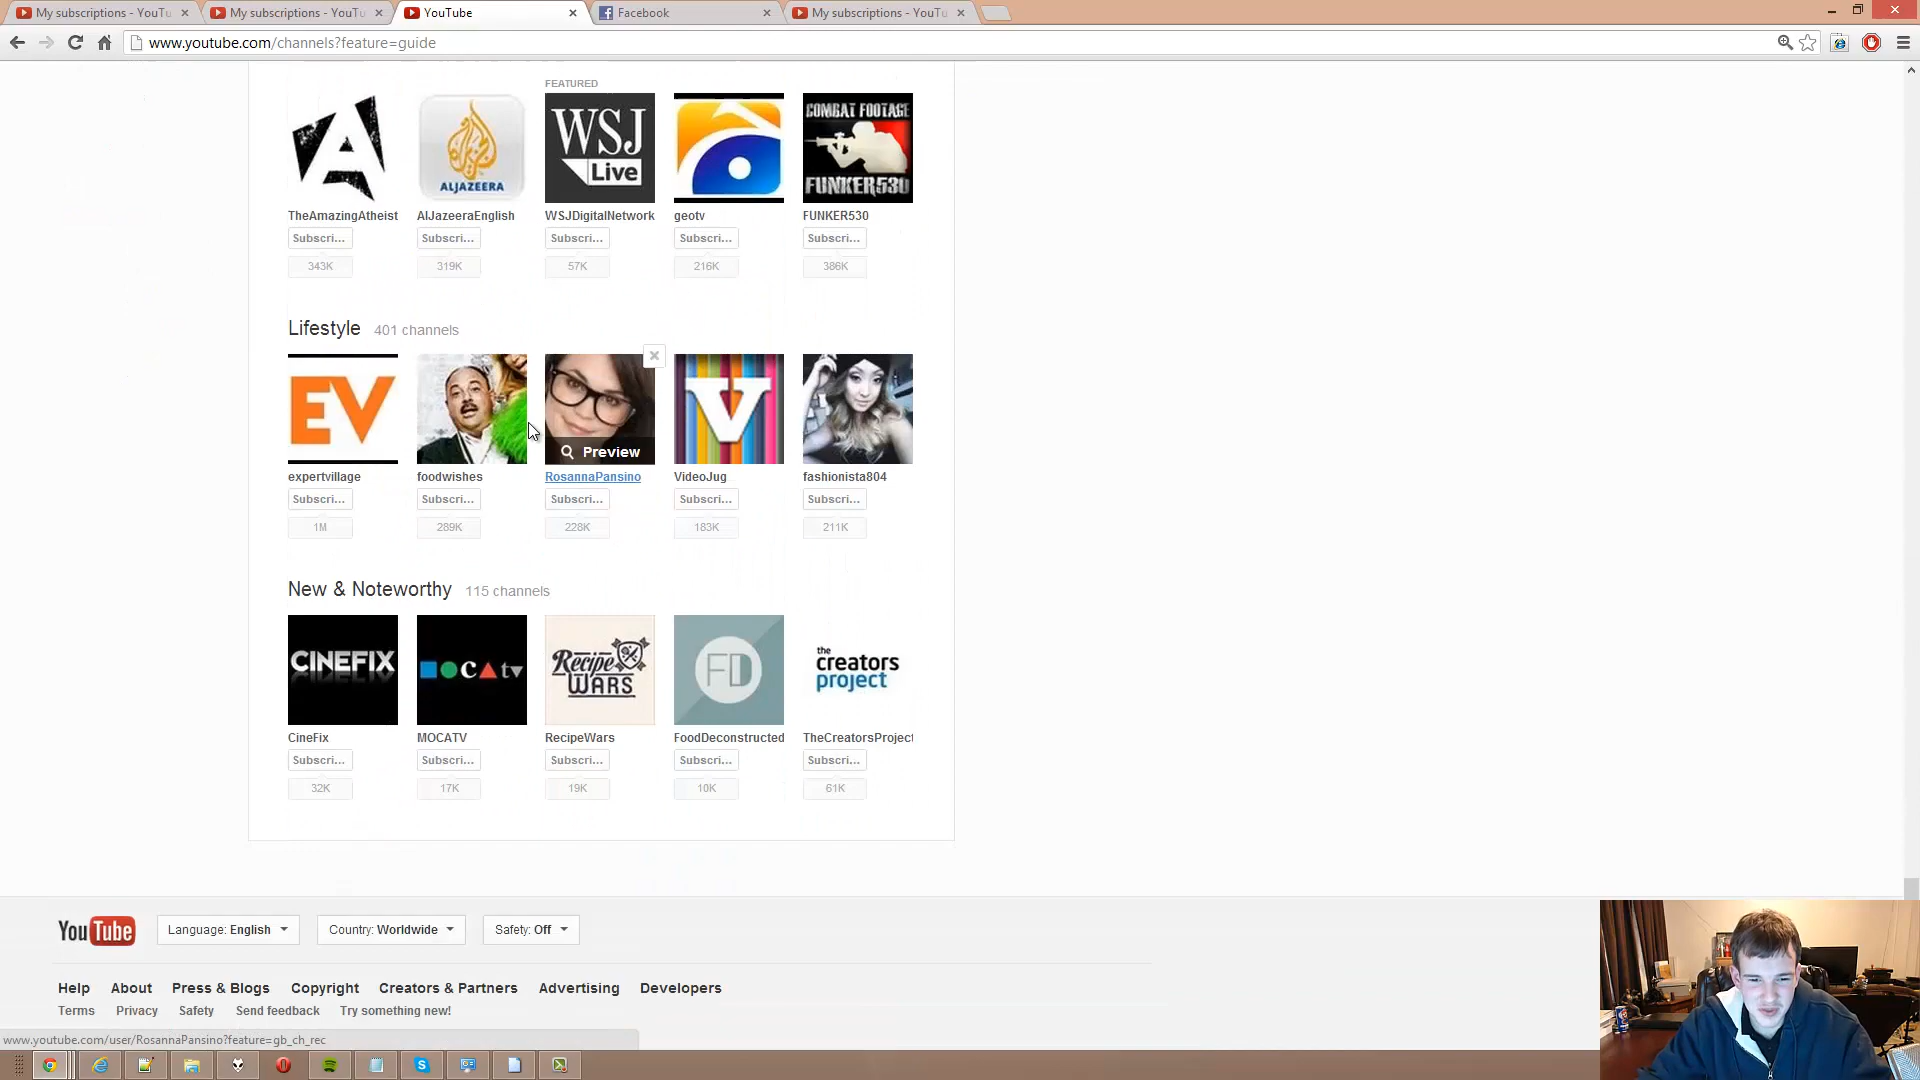 My subscriptions - YouTu
My subscriptions - YouTu
YouTube
Facebook
My subscriptions - YouTu
www.youtube.com/channels?feature=guide
FEATURED
A
ALJAZEERA
WSJ
Live
COMBAT FOOTAGE
FUNKER530
TheAmazingAtheist
AlJazeeraEnglish
WSJDigitalNetwork
geotv
FUNKER530
Subscri...
Subscri...
Subscri...
Subscri...
Subscri...
343K
319K
57K
216K
386K
Lifestyle 401 channels
EV
Preview
V
expertvillage
foodwishes
RosannaPansino
VideoJug
fashionista804
Subscri...
Subscri...
Subscri...
Subscri...
Subscri...
1M
289K
228K
183K
211K
New & Noteworthy 115 channels
CINEFIX
MOCAtv
Recipe
WARS
FD
the
creators
project
CineFix
MOCATV
RecipeWars
FoodDeconstructed
TheCreatorsProject
Subscri...
Subscri...
Subscri...
Subscri...
Subscri...
32K
17K
19K
10K
61K
YouTube
Language: English
Country: Worldwide
Safety: Off
Help About Press & Blogs Copyright Creators & Partners Advertising Developers
Terms Privacy Safety Send feedback Try something new!
www.youtube.com/user/RosannaPansino?feature=gb_ch_rec